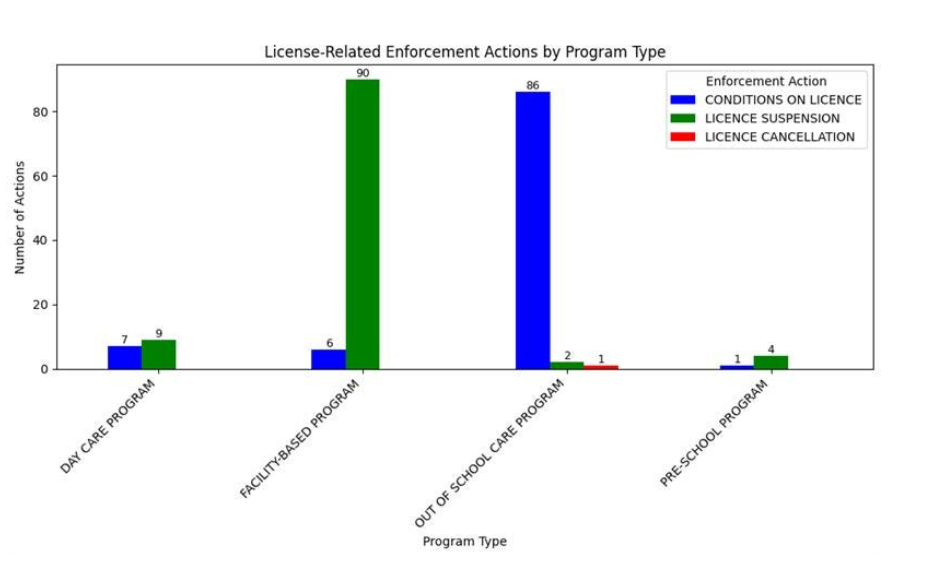 License-Related Enforcement Actions by Program Type
Enforcement Action
CONDITIONS ON LICENCE
LICENCE SUSPENSION
LICENCE CANCELLATION
Number of Actions
80
60
40
20
0
7
9
6
90
86
2
1
1
4
DAY CARE PROGRAM
FACILITY-BASED PROGRAM
OUT OF SCHOOL CARE PROGRAM
PRE-SCHOOL PROGRAM
Program Type